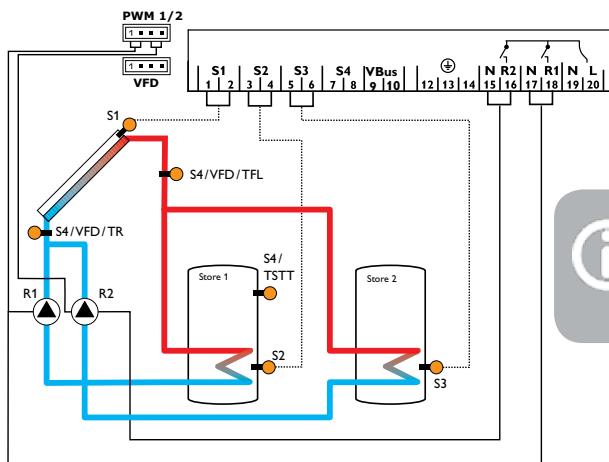 PWM 1/2
1
VFD
1
S1 S2 S3 S4 VBus ⏚ N R2 N R1 N L
1 2 3 4 5 6 7 8 9 10 12 13 14 15 16 17 18 19 20
S1
S4/VFD/TFL
S4/VFD/TR
S4/
TSTT
Store 1
Store 2
R1
R2
S2
S3
i